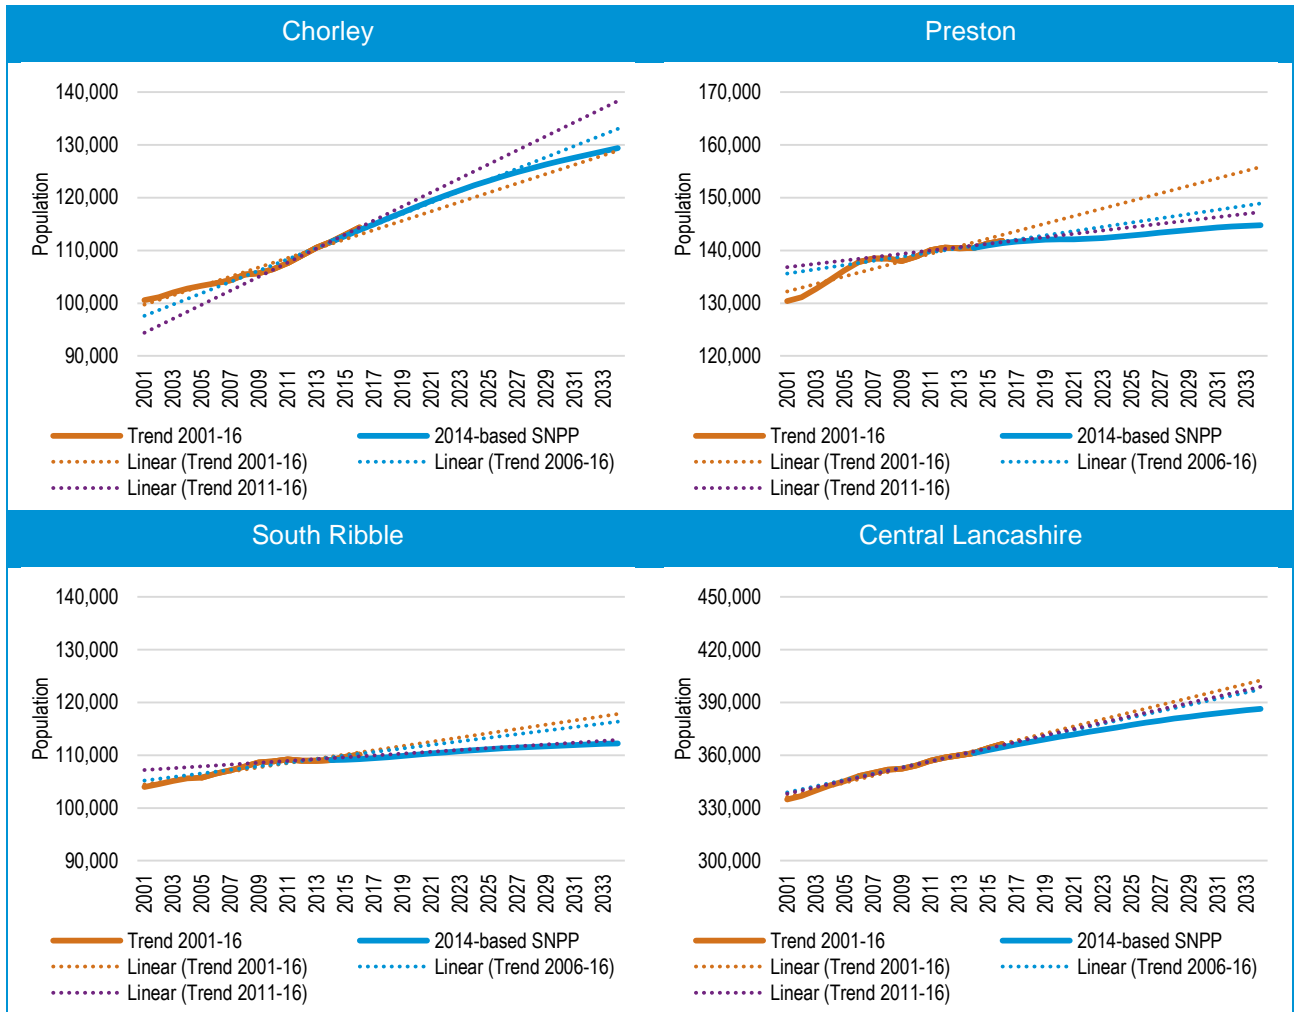 Chorley
Preston
140,000
130,000
120,000
110,000
100,000
90,000
Population
2001 2003 2005 2007 2009 2011 2013 2015 2017 2019 2021 2023 2025 2027 2029 2031 2033
Trend 2001-16 2014-based SNPP
Linear (Trend 2001-16) Linear (Trend 2006-16)
Linear (Trend 2011-16)
170,000
160,000
150,000
140,000
130,000
120,000
Population
2001 2003 2005 2007 2009 2011 2013 2015 2017 2019 2021 2023 2025 2027 2029 2031 2033
Trend 2001-16 2014-based SNPP
Linear (Trend 2001-16) Linear (Trend 2006-16)
Linear (Trend 2011-16)
South Ribble
Central Lancashire
140,000
130,000
120,000
110,000
100,000
90,000
Population
2001 2003 2005 2007 2009 2011 2013 2015 2017 2019 2021 2023 2025 2027 2029 2031 2033
Trend 2001-16 2014-based SNPP
Linear (Trend 2001-16) Linear (Trend 2006-16)
Linear (Trend 2011-16)
450,000
420,000
390,000
360,000
330,000
300,000
Population
2001 2003 2005 2007 2009 2011 2013 2015 2017 2019 2021 2023 2025 2027 2029 2031 2033
Trend 2001-16 2014-based SNPP
Linear (Trend 2001-16) Linear (Trend 2006-16)
Linear (Trend 2011-16)